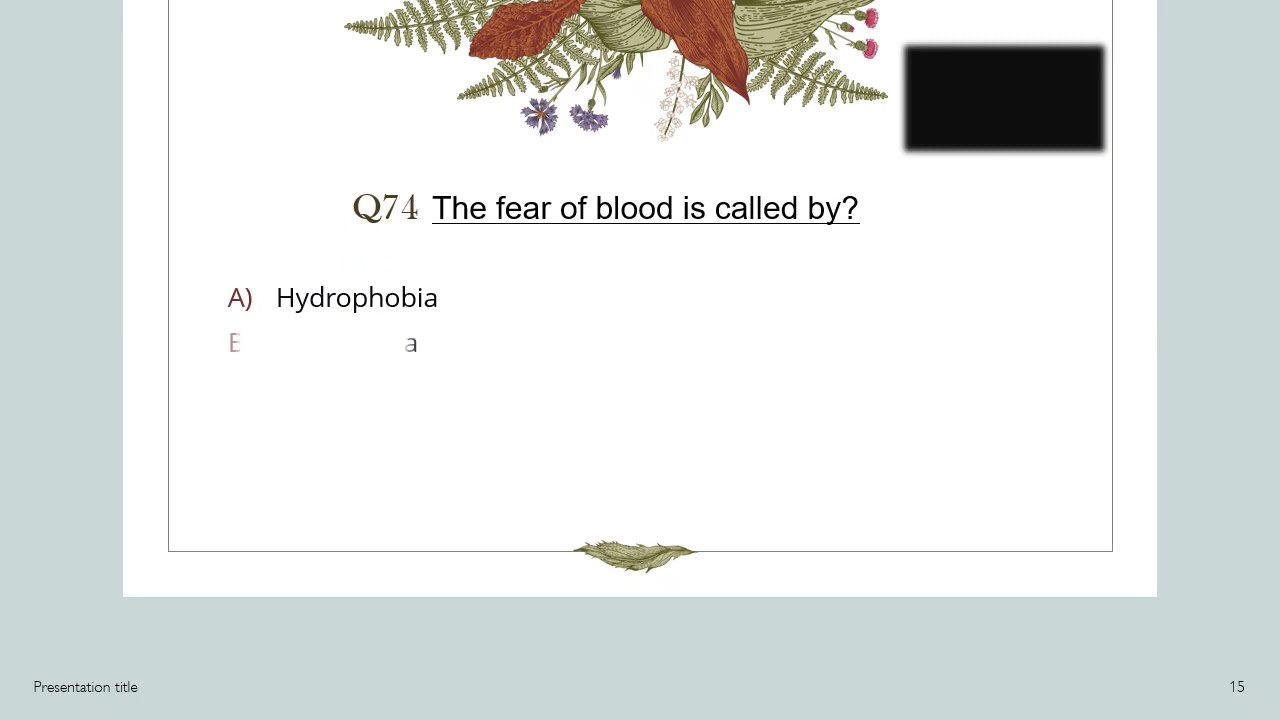 Q74 The fear of blood is called by?
A) Hydrophobia
Presentation title
15